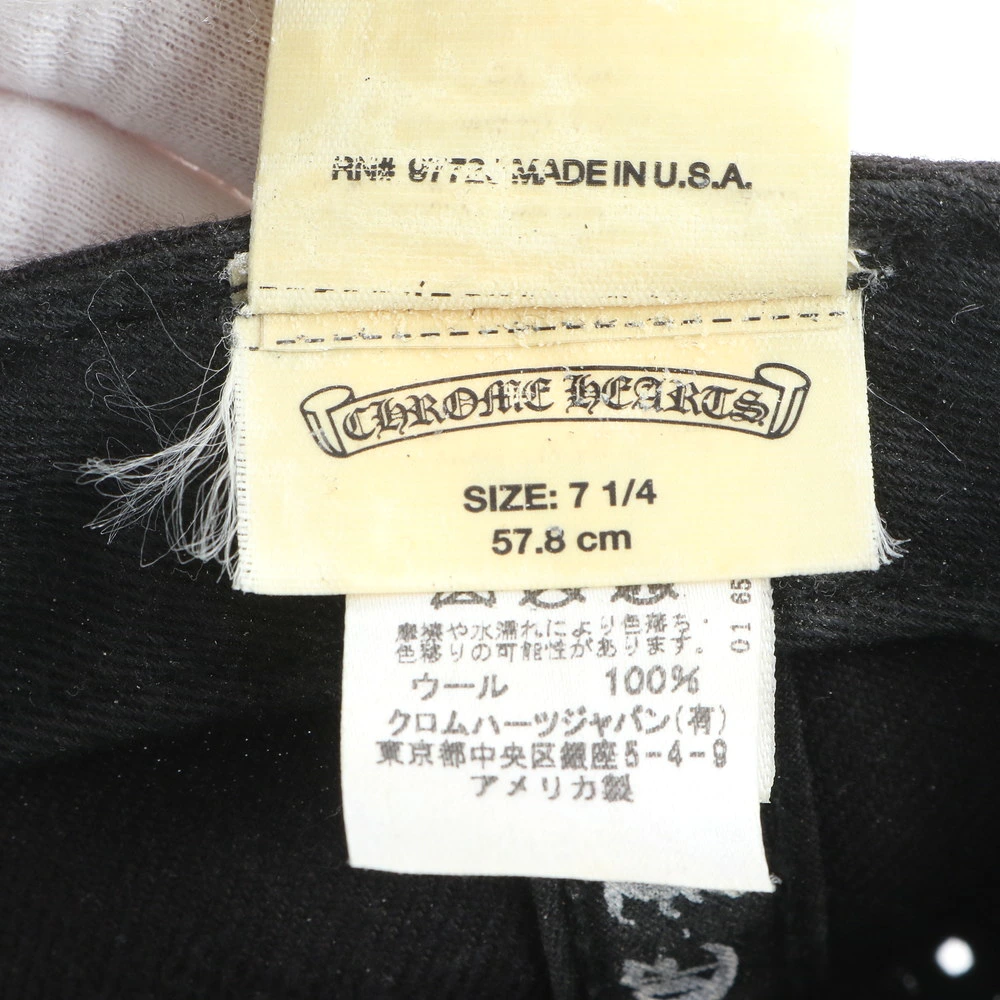 RN# MADE IN U.S.A.
CHROME HEARTS
SIZE: 7 1/4
57.8 cm
摩擦や水濡れにより色落ち・
色移りの可能性があります。
01 65
ウール 100%
クロムハーツジャパン(有)
東京都中央区銀座5-4-9
アメリカ製